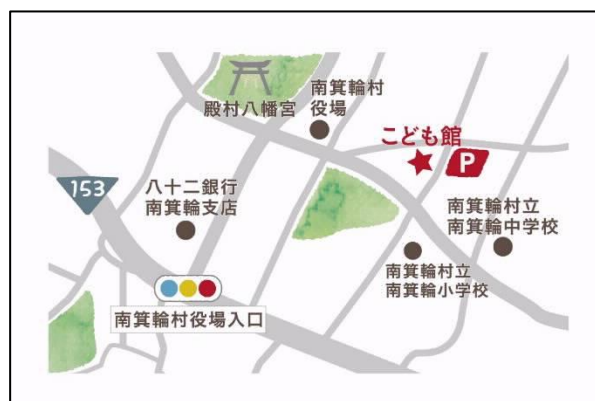 殿村八幡宮
南箕輪村
役場
こども館
P
153
八十二銀行
南箕輪支店
南箕輪村立
南箕輪中学校
南箕輪村立
南箕輪小学校
南箕輪村役場入口